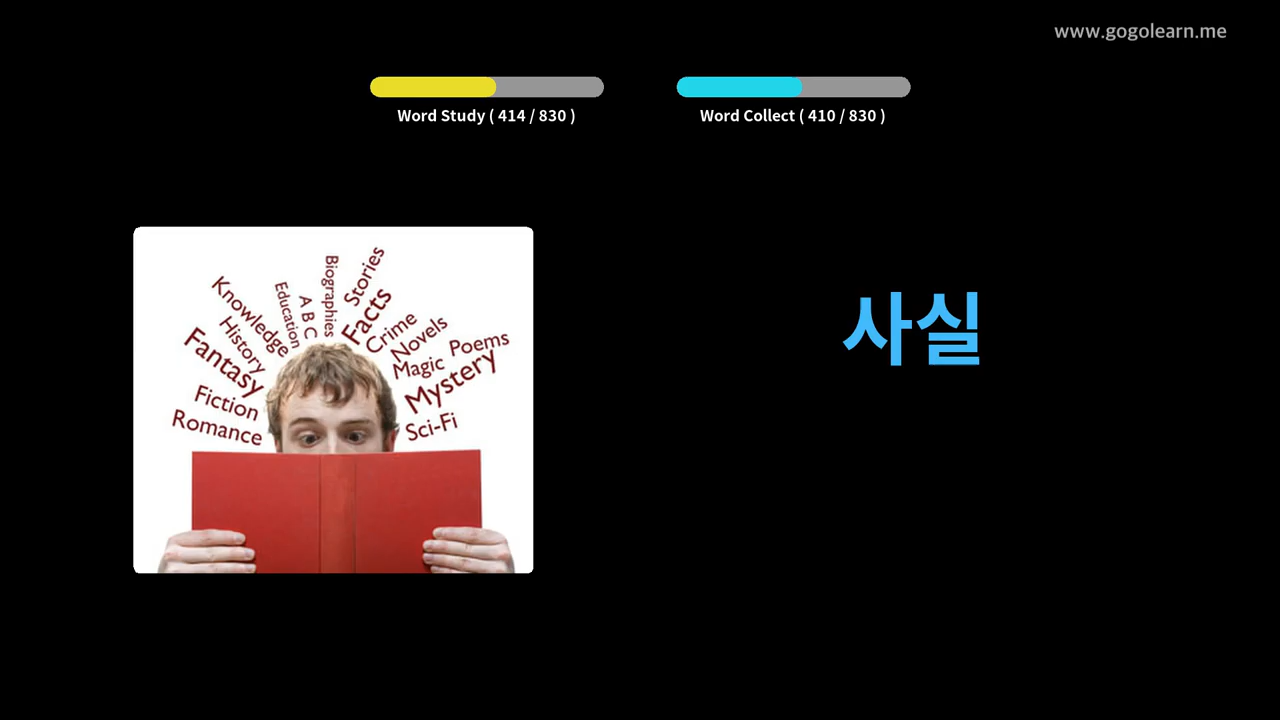 www.gogolearn.me
Word Study ( 414 / 830 )
Word Collect ( 410 / 830 )
Romance
Fiction
Fantasy
History
Knowledge
Education
A B C
Biographies
Stories
Facts
Crime
Novels
Magic
Poems
Mystery
Sci-Fi
사실